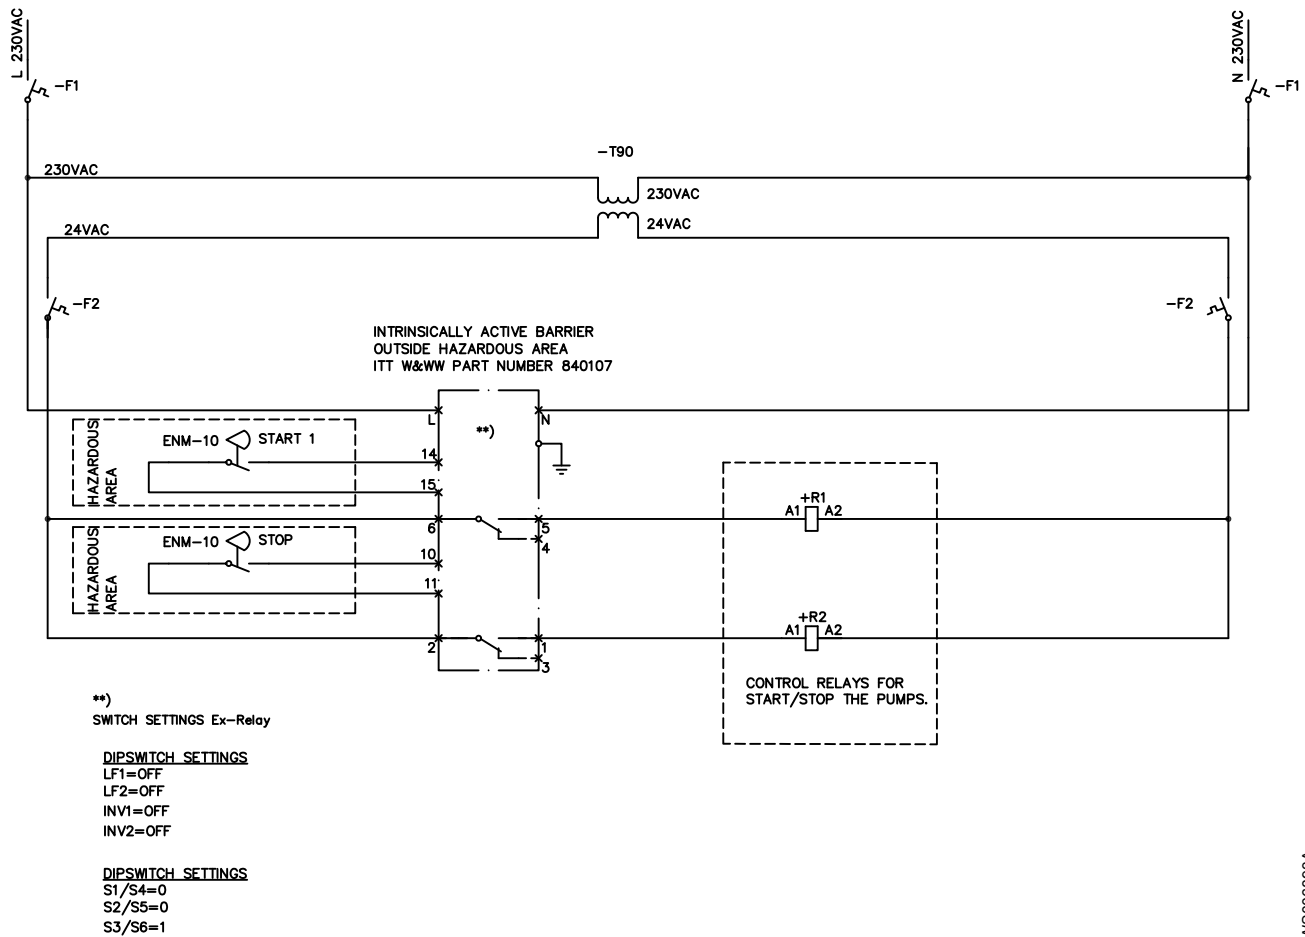 L 230VAC
N 230VAC
-F1
-F1
-T90
230VAC
230VAC
24VAC
24VAC
-F2
-F2
INTRINSICALLY ACTIVE BARRIER
OUTSIDE HAZARDOUS AREA
ITT W&WW PART NUMBER 840107
L
N
**)
HAZARDOUS
AREA
ENM-10
START 1
14
15
6
5
4
+R1
A1
A2
HAZARDOUS
AREA
ENM-10
STOP
10
11
2
1
3
+R2
A1
A2
CONTROL RELAYS FOR
START/STOP THE PUMPS.
**)
SWITCH SETTINGS Ex-Relay
DIPSWITCH SETTINGS
LF1=OFF
LF2=OFF
INV1=OFF
INV2=OFF
DIPSWITCH SETTINGS
S1/S4=0
S2/S5=0
S3/S6=1